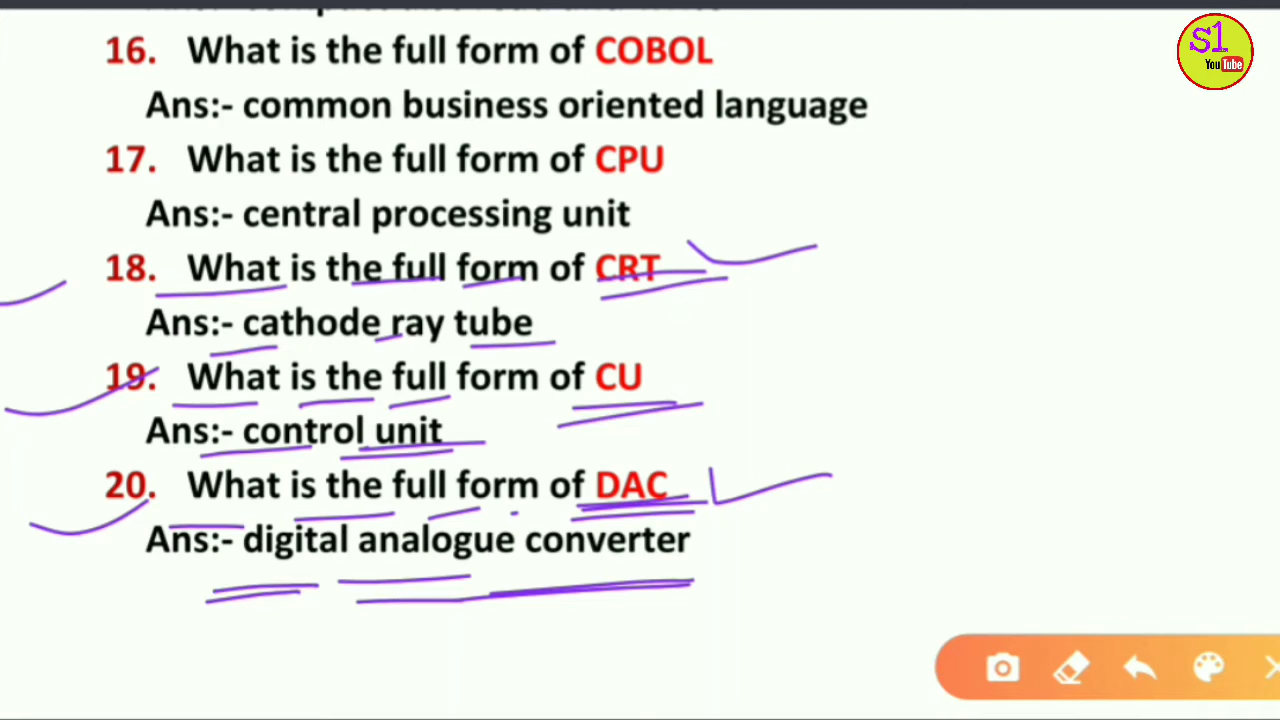 16. What is the full form of COBOL
Ans:- common business oriented language
17. What is the full form of CPU
Ans:- central processing unit
18. What is the full form of CRT
Ans:- cathode ray tube
19. What is the full form of CU
Ans:- control unit
20. What is the full form of DAC
Ans:- digital analogue converter
S1
YouTube